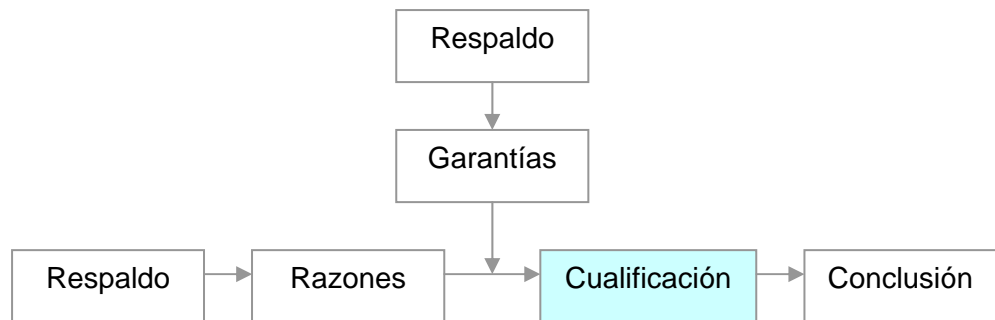 Respaldo
Garantías
Respaldo
Razones
Cualificación
Conclusión